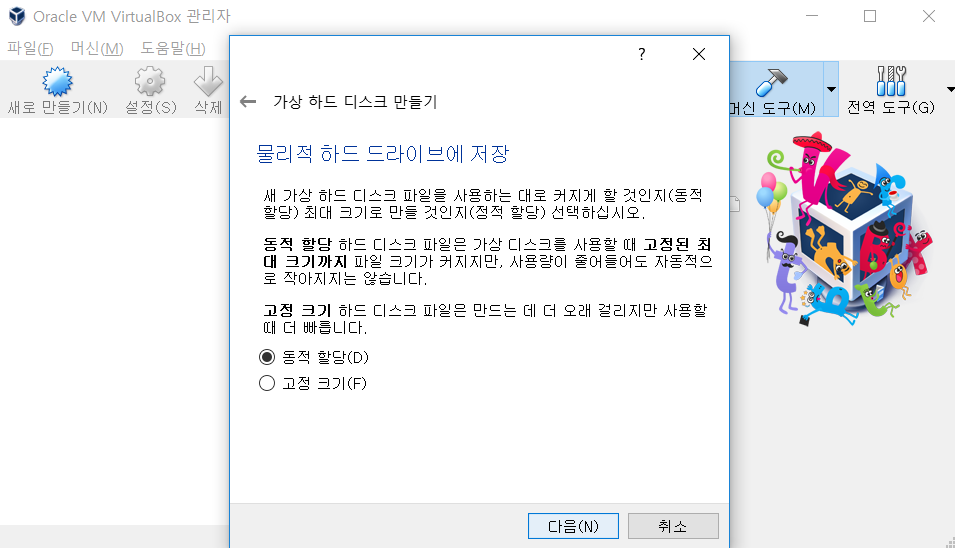 Oracle VM VirtualBox 관리자
파일(F) 머신(M) 도움말(H)
?
새로 만들기(N) 설정(S) 삭제
머신 도구(M) 전역 도구(G)
가상 하드 디스크 만들기
물리적 하드 드라이브에 저장
새 가상 하드 디스크 파일을 사용하는 대로 커지게 할 것인지(동적
할당) 최대 크기로 만들 것인지(정적 할당) 선택하십시오.
동적 할당 하드 디스크 파일은 가상 디스크를 사용할 때 고정된 최
대 크기까지 파일 크기가 커지지만, 사용량이 줄어들어도 자동적으
로 작아지지는 않습니다.
고정 크기 하드 디스크 파일은 만드는 데 더 오래 걸리지만 사용할
때 더 빠릅니다.
동적 할당(D)
고정 크기(F)
다음(N) 취소